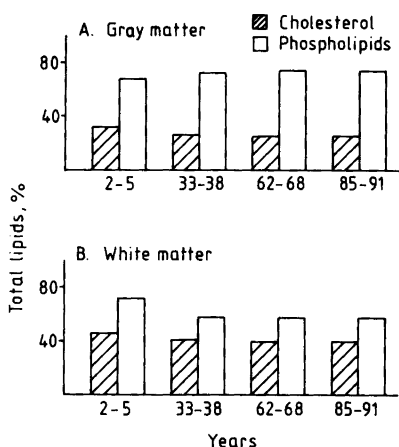 A. Gray matter
Cholesterol
Phospholipids
80
40
2-5 33-38 62-68 85-91
Total lipids, %
B. White matter
80
40
2-5 33-38 62-68 85-91
Years